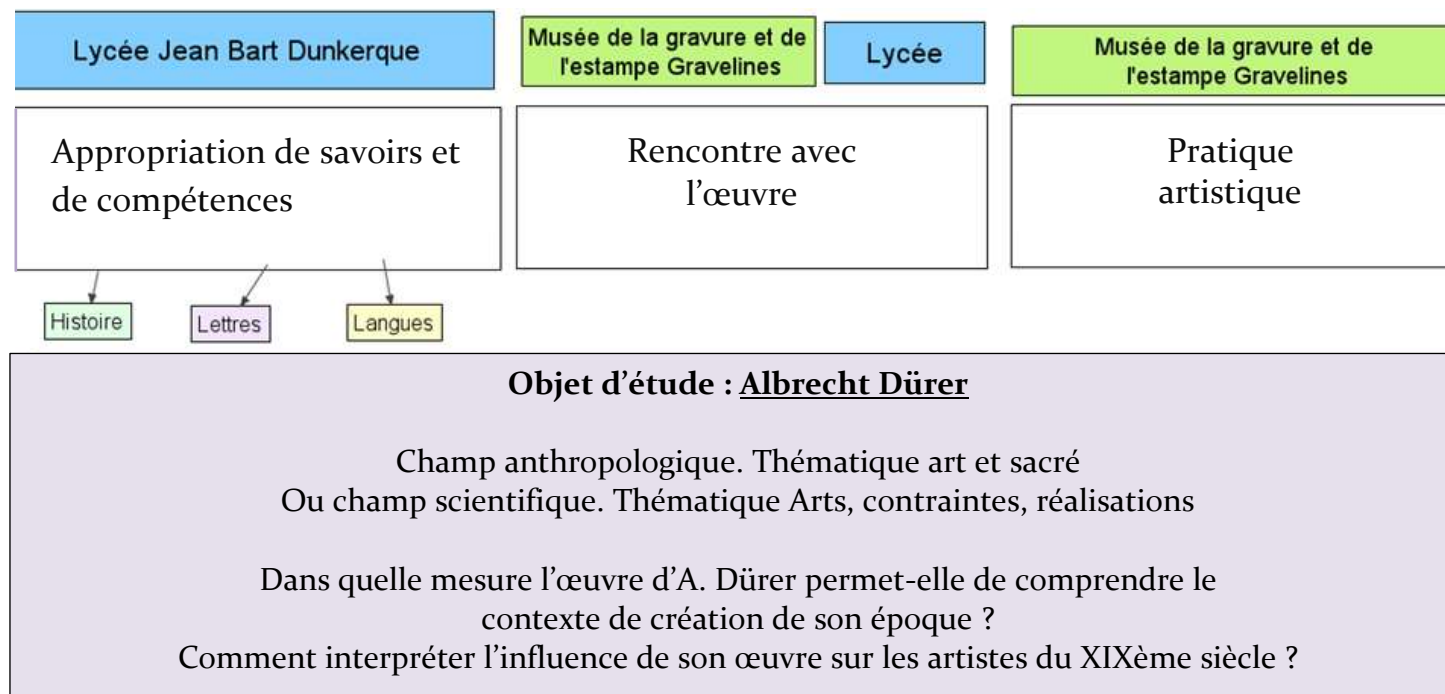 Lycée Jean Bart Dunkerque
Musée de la gravure et de
l'estampe Gravelines
Lycée
Musée de la gravure et de
l'estampe Gravelines
Appropriation de savoirs et
de compétences
Rencontre avec
l’œuvre
Pratique
artistique
Histoire
Lettres
Langues
Objet d’étude : Albrecht Dürer
Champ anthropologique. Thématique art et sacré
Ou champ scientifique. Thématique Arts, contraintes, réalisations
Dans quelle mesure l’œuvre d’A. Dürer permet-elle de comprendre le
contexte de création de son époque ?
Comment interpréter l’influence de son œuvre sur les artistes du XIXème siècle ?